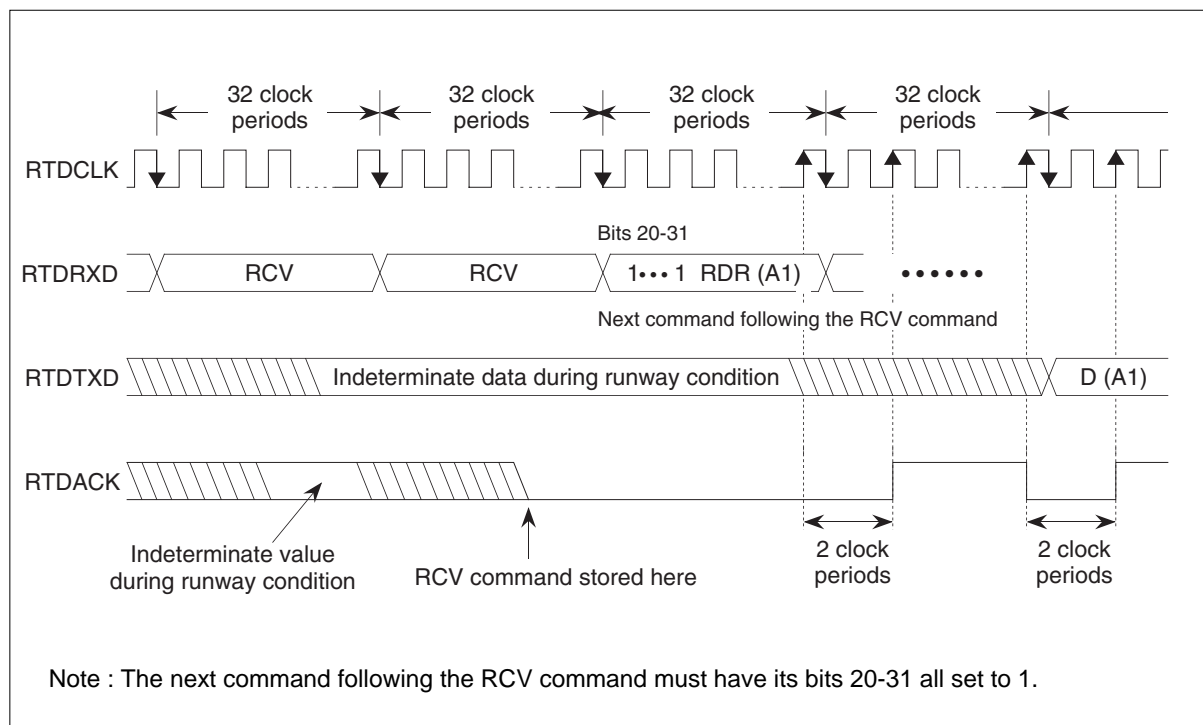 32 clock periods
32 clock periods
32 clock periods
32 clock periods
RTDCLK
Bits 20-31
RTDRXD
RCV
RCV
1••• 1 RDR (A1)
••••••
Next command following the RCV command
RTDTXD
Indeterminate data during runway condition
D (A1)
RTDACK
Indeterminate value
during runway condition
RCV command stored here
2 clock
periods
2 clock
periods
Note : The next command following the RCV command must have its bits 20-31 all set to 1.